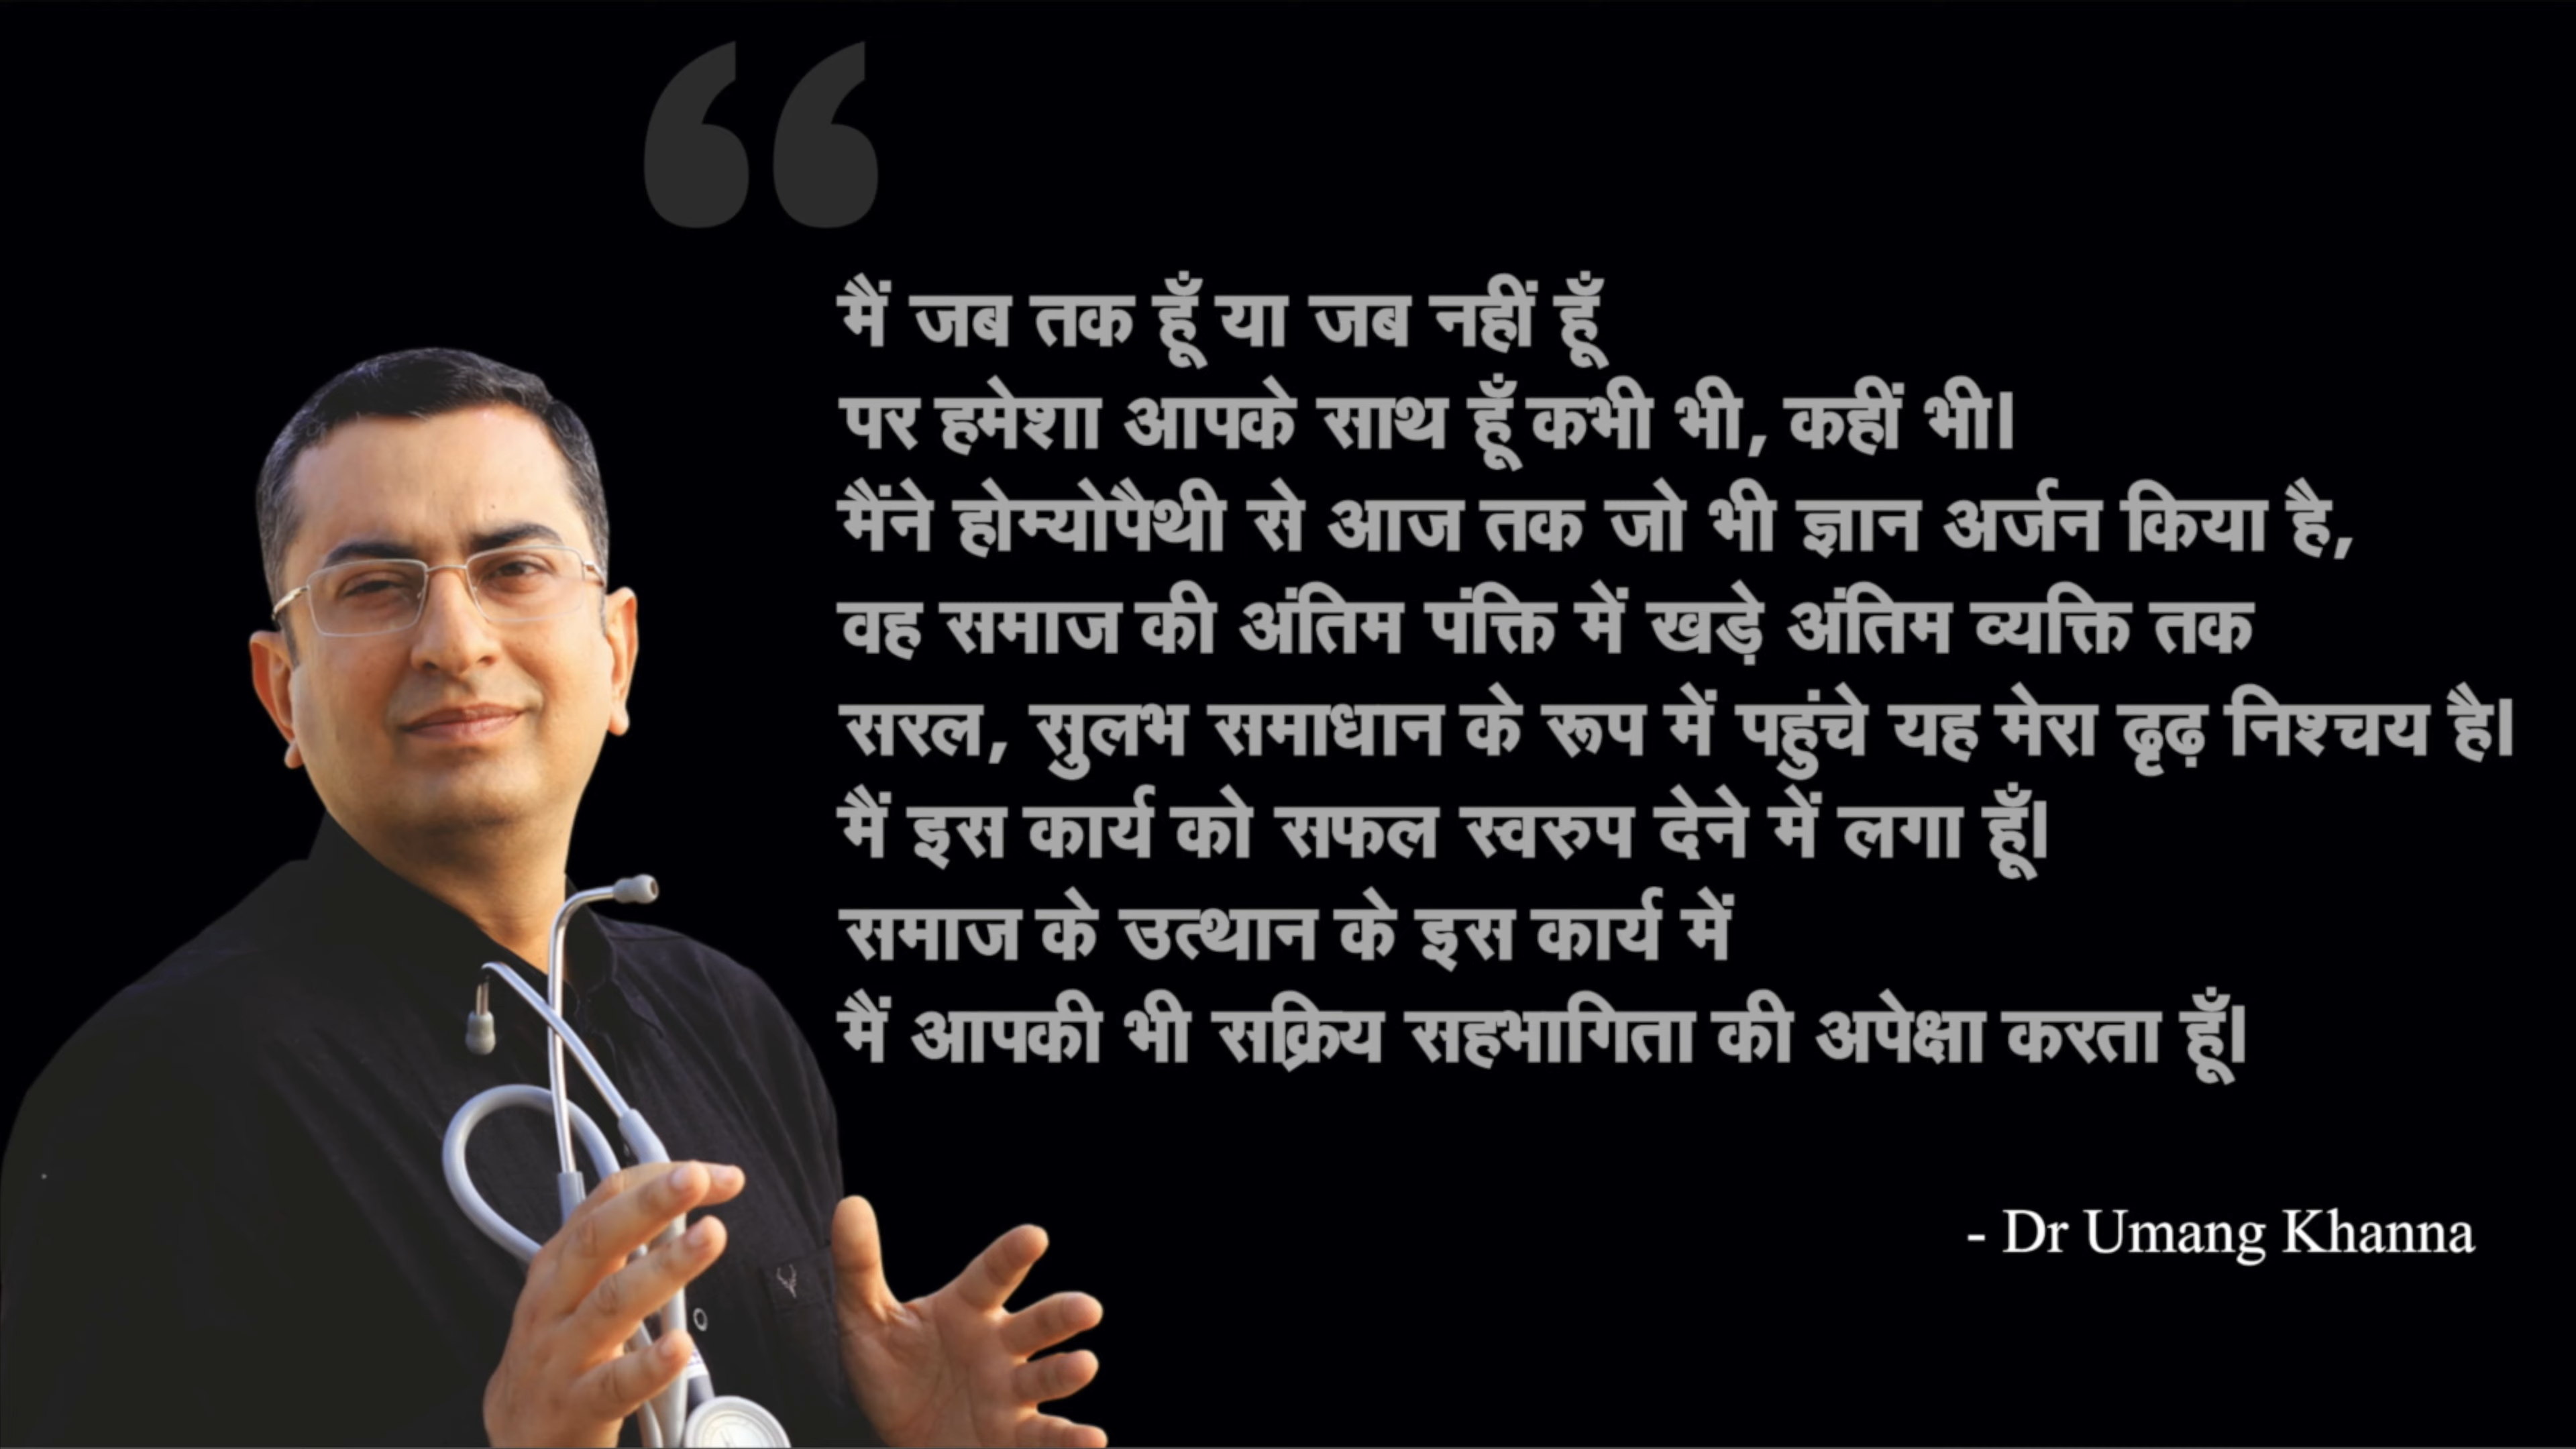 “
मैं जब तक हूँ या जब नहीं हूँ
पर हमेशा आपके साथ हूँ कभी भी, कहीं भी।
मैंने होम्योपैथी से आज तक जो भी ज्ञान अर्जन किया है,
वह समाज की अंतिम पंक्ति में खड़े अंतिम व्यक्ति तक
सरल, सुलभ समाधान के रूप में पहुंचे यह मेरा ढृढ़ निश्चय है।
मैं इस कार्य को सफल स्वरुप देने में लगा हूँ।
समाज के उत्थान के इस कार्य में
मैं आपकी भी सक्रिय सहभागिता की अपेक्षा करता हूँ।
- Dr Umang Khanna